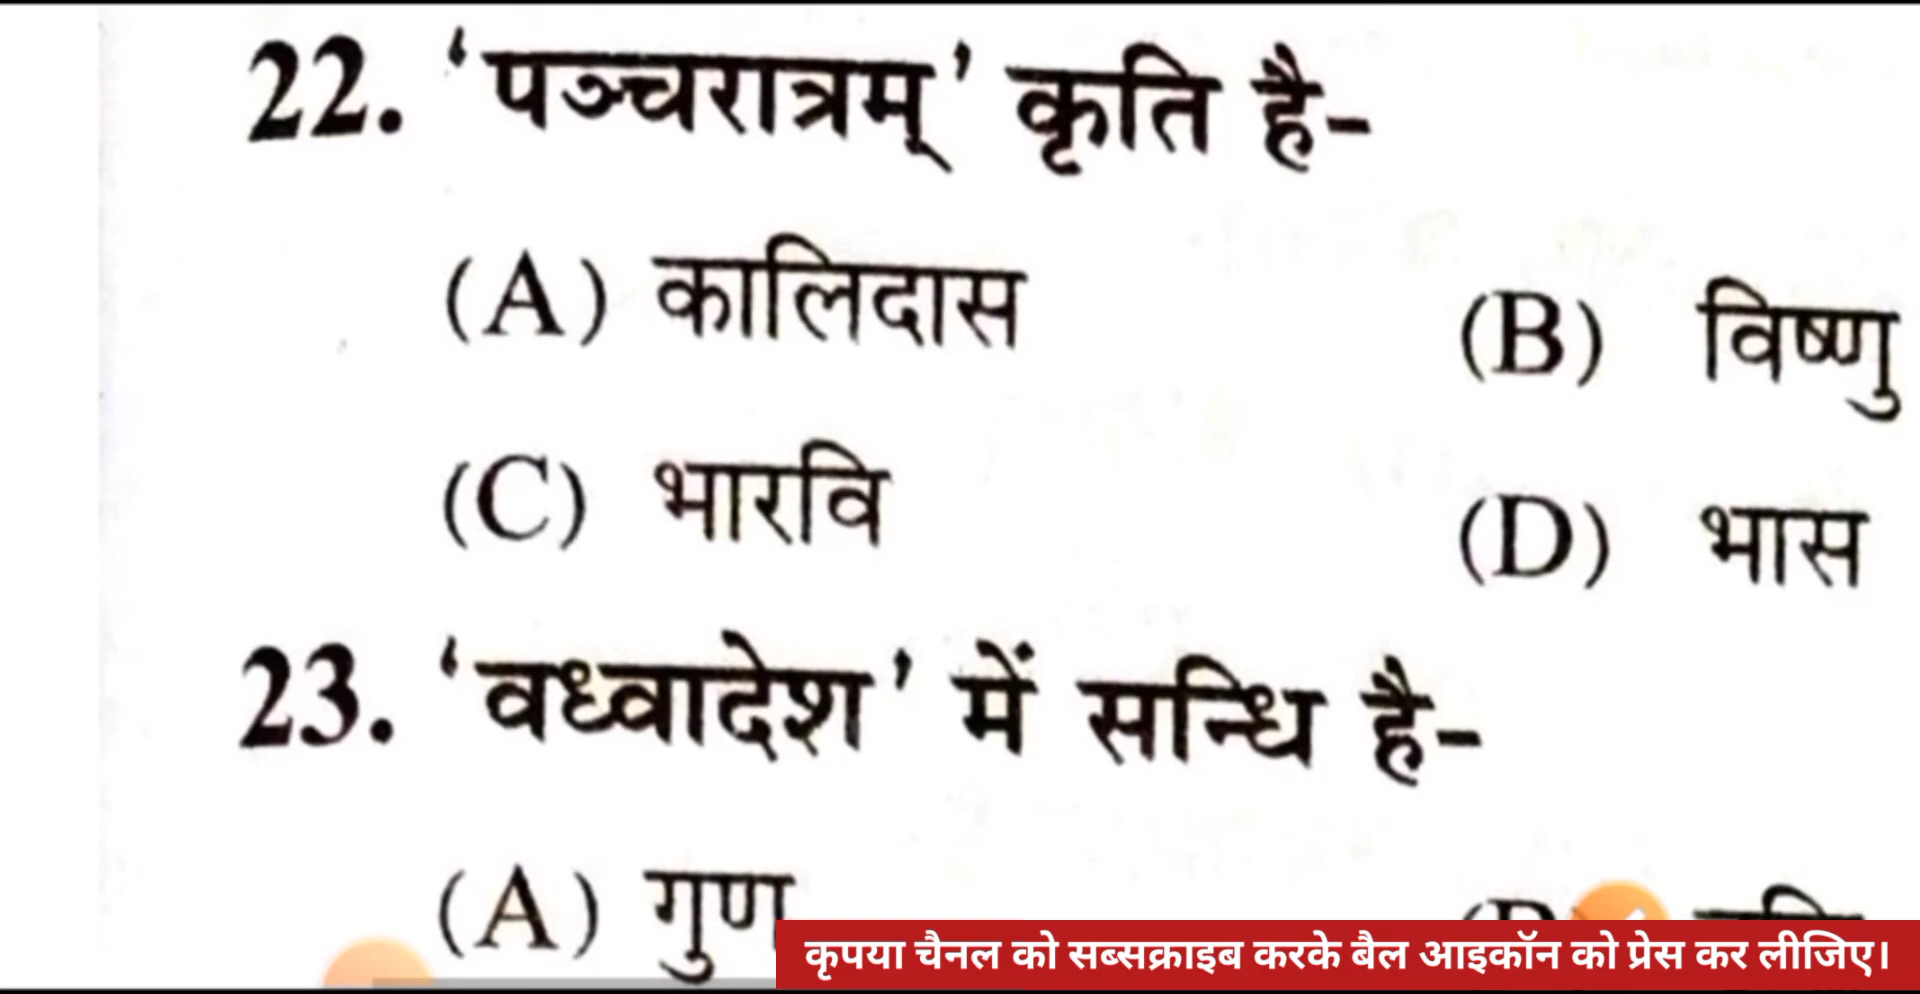 22. ‘पञ्चरात्रम्’ कृति है-
(A) कालिदास (B) विष्णु
(C) भारवि (D) भास
23. ‘वध्वादेश’ में सन्धि है-
(A) गुण
कृपया चैनल को सब्सक्राइब करके बैल आइकॉन को प्रेस कर लीजिए।